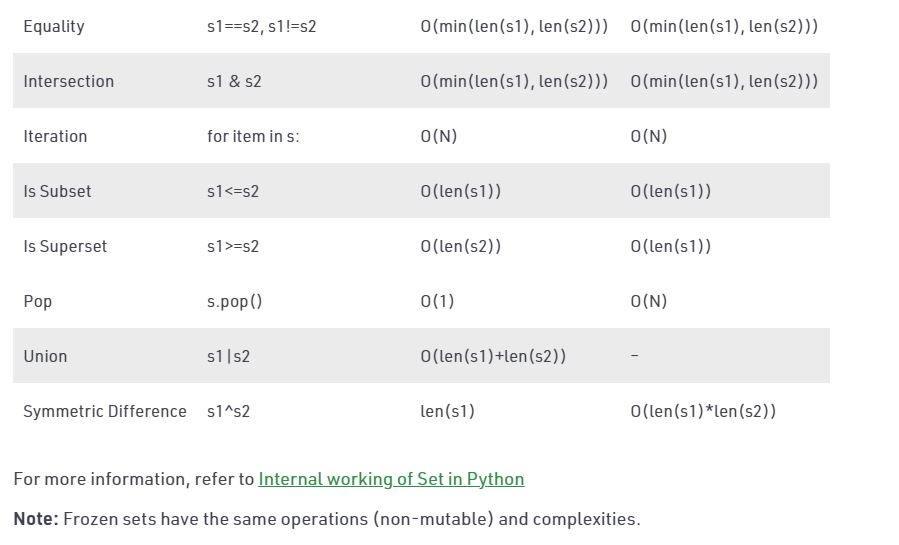 Equality s1==s2, s1!=s2 O(min(len(s1), len(s2))) O(min(len(s1), len(s2)))
Intersection s1 & s2 O(min(len(s1), len(s2))) O(min(len(s1), len(s2)))
Iteration for item in s: O(N) O(N)
Is Subset s1<=s2 O(len(s1)) O(len(s1))
Is Superset s1>=s2 O(len(s2)) O(len(s1))
Pop s.pop() O(1) O(N)
Union s1|s2 O(len(s1)+len(s2)) –
Symmetric Difference s1^s2 len(s1) O(len(s1)*len(s2))
For more information, refer to Internal working of Set in Python
Note: Frozen sets have the same operations (non-mutable) and complexities.